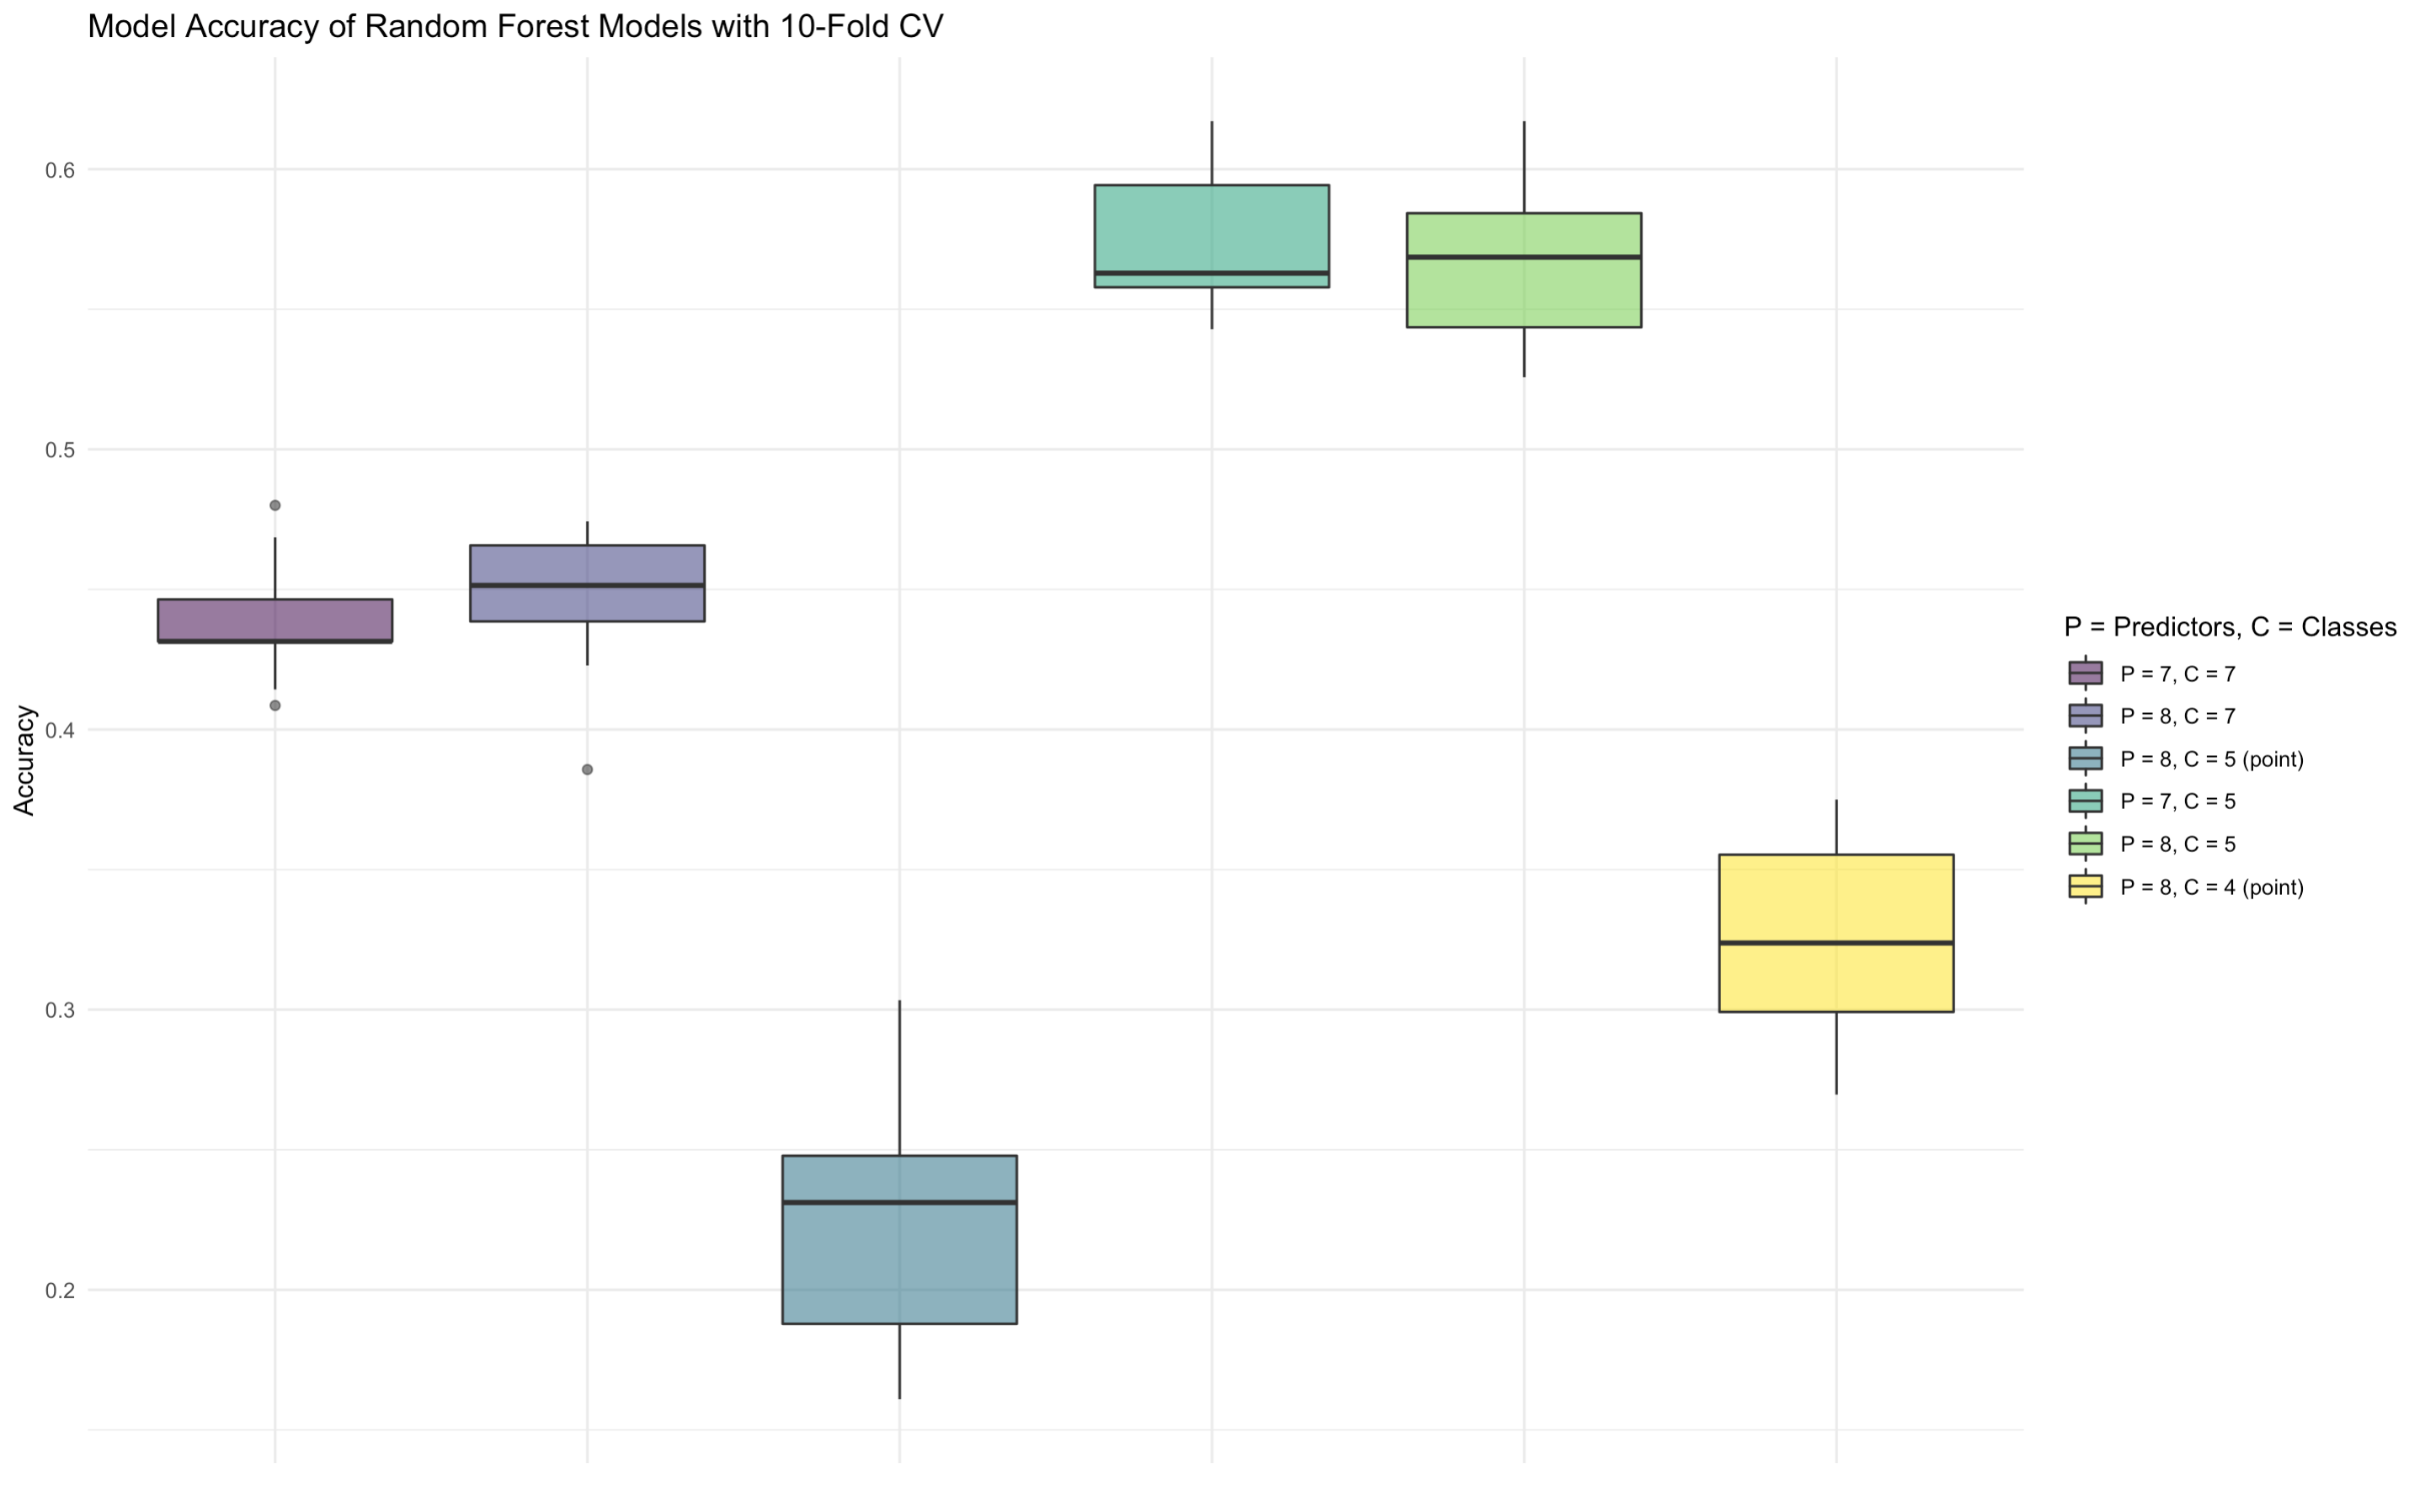 Model Accuracy of Random Forest Models with 10-Fold CV
Accuracy
0.6
0.5
0.4
0.3
0.2
P = Predictors, C = Classes
P = 7, C = 7
P = 8, C = 7
P = 8, C = 5 (point)
P = 7, C = 5
P = 8, C = 5
P = 8, C = 4 (point)